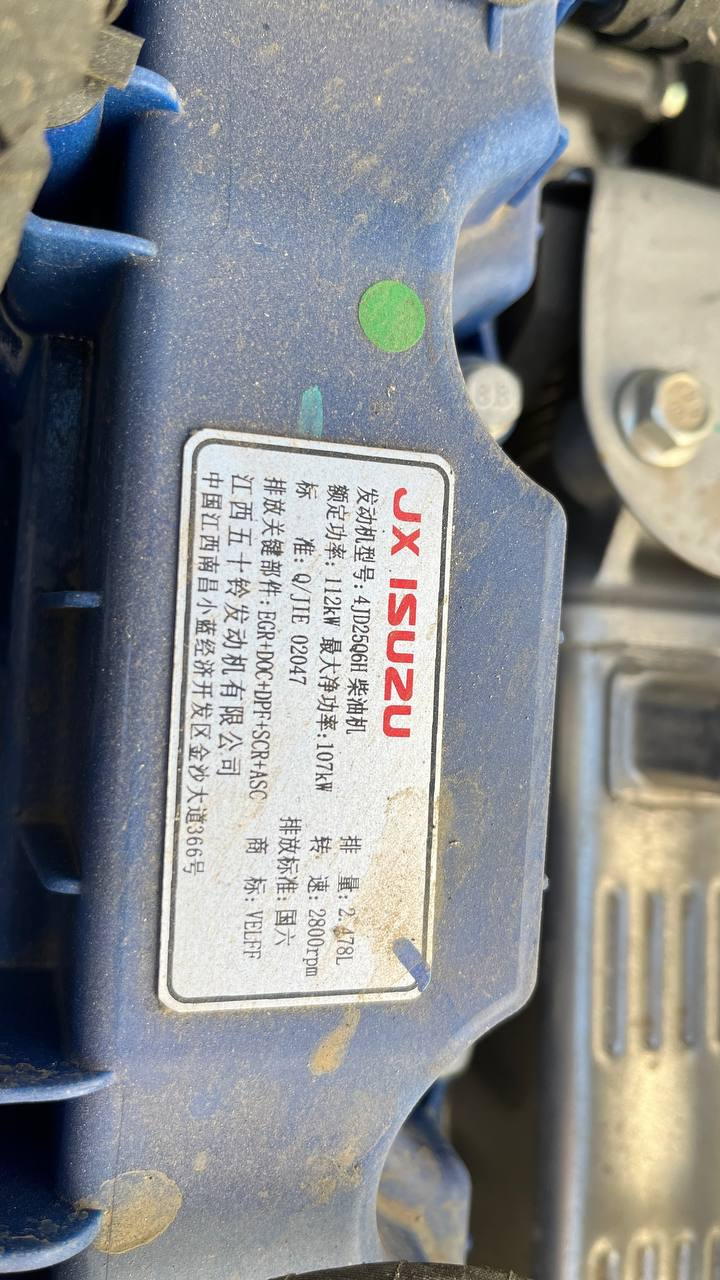 JX ISUZU
发动机型号:4JD25Q6H 柴油机 排 量:2.478L
额定功率:112kW 最大净功率:107kW 转 速:2800rpm
标 准:Q/JIE 02047 排放标准:国六
排放关键部件:EGR+DOC+DPF+SCR+ASC 商 标:VELFF
江西五十铃发动机有限公司
中国江西南昌小蓝经济开发区金沙大道366号